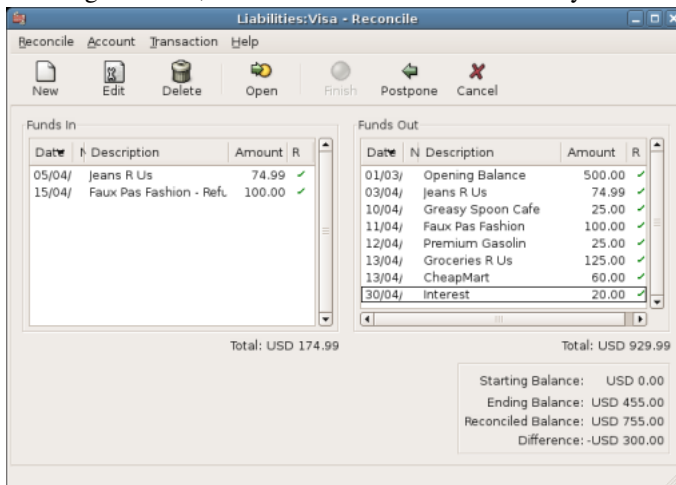 Liabilities:Visa - Reconcile
Reconcile Account Transaction Help
New Edit Delete Open Finish Postpone Cancel
Funds In
Date N Description Amount R
05/04/ Jeans R Us 74.99 ✓
15/04/ Faux Pas Fashion - Refu 100.00 ✓
Total: USD 174.99
Funds Out
Date N Description Amount R
01/03/ Opening Balance 500.00 ✓
03/04/ Jeans R Us 74.99 ✓
10/04/ Greasy Spoon Cafe 25.00 ✓
11/04/ Faux Pas Fashion 100.00 ✓
12/04/ Premium Gasolin 25.00 ✓
13/04/ Groceries R Us 125.00 ✓
13/04/ CheapMart 60.00 ✓
30/04/ Interest 20.00 ✓
Total: USD 929.99
Starting Balance: USD 0.00
Ending Balance: USD 455.00
Reconciled Balance: USD 755.00
Difference: -USD 300.00